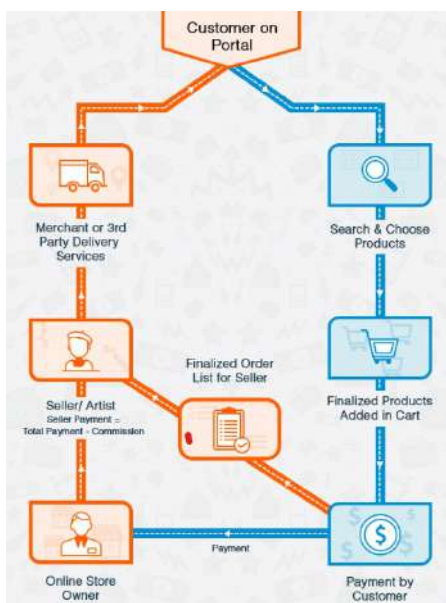 Customer on
Portal
Merchant or 3rd
Party Delivery
Services
Search & Choose
Products
Finalized Order
List for Seller
Seller/ Artist
Seller Payment =
Total Payment - Commission
Finalized Products
Added in Cart
Payment
Online Store
Owner
Payment by
Customer
$
$
$
$
$